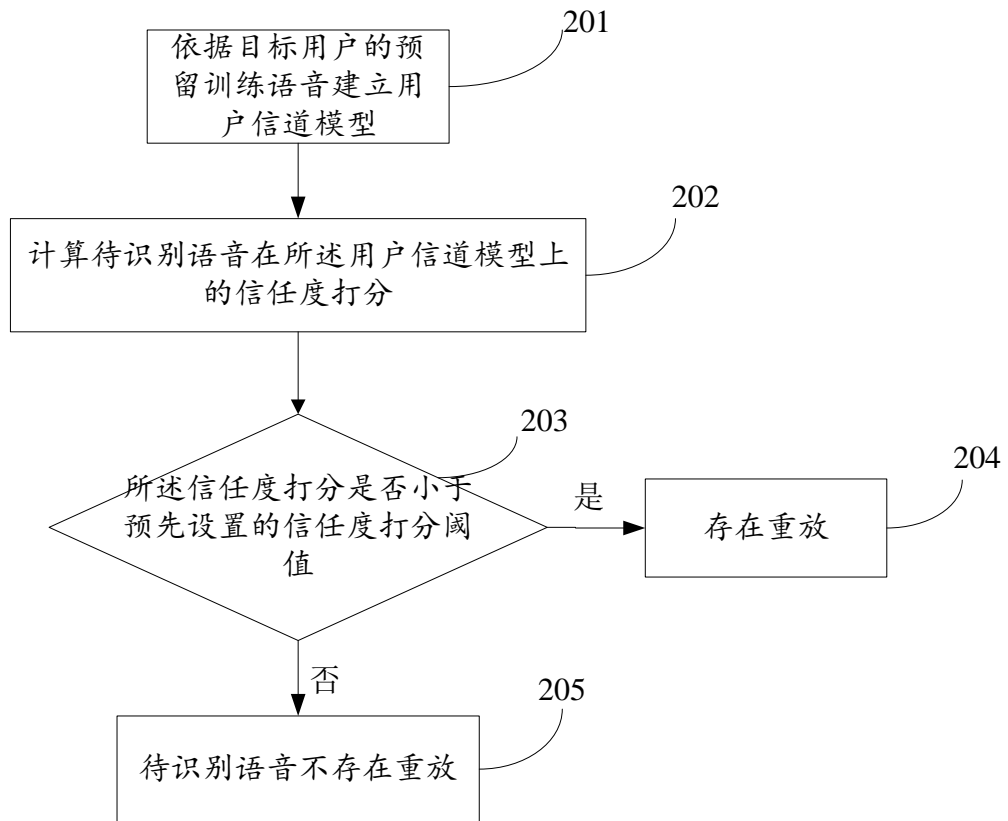 201
依据目标用户的预
留训练语音建立用
户信道模型
202
计算待识别语音在所述用户信道模型上
的信任度打分
203
所述信任度打分是否小于
预先设置的信任度打分阈
值
是
204
存在重放
否
205
待识别语音不存在重放